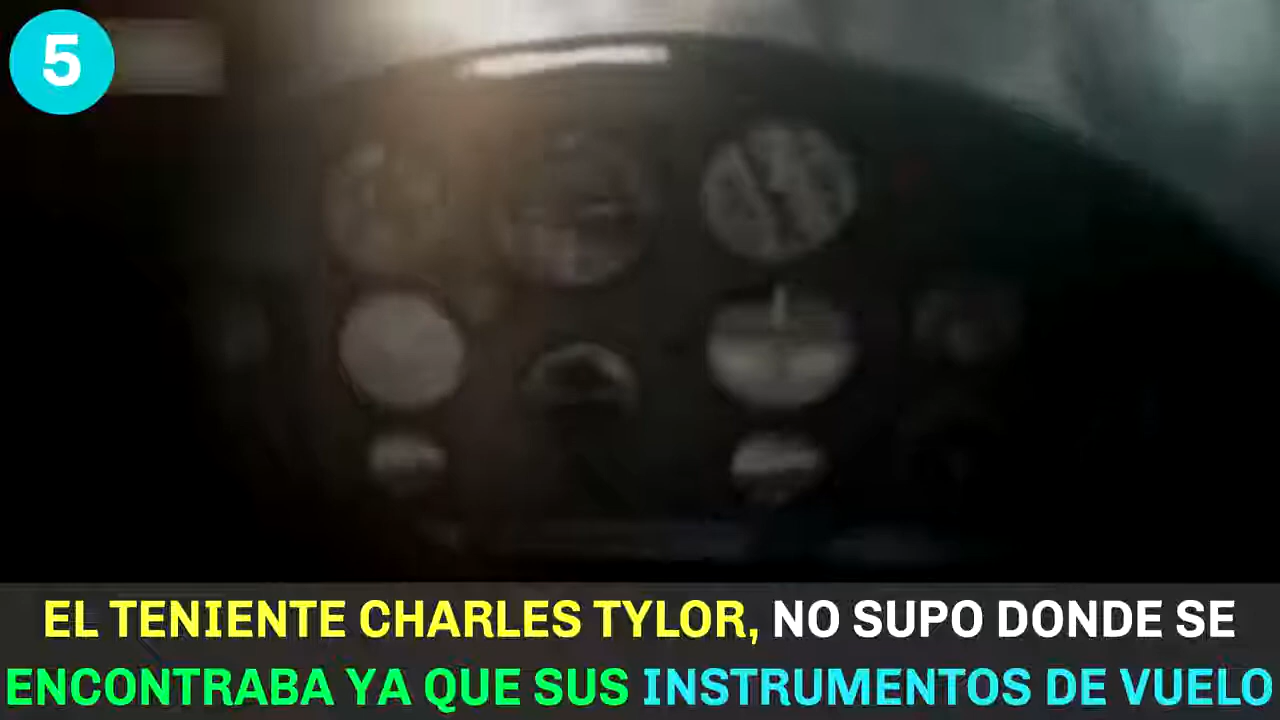 5
EL TENIENTE CHARLES TYLOR, NO SUPO DONDE SE
ENCONTRABA YA QUE SUS INSTRUMENTOS DE VUELO